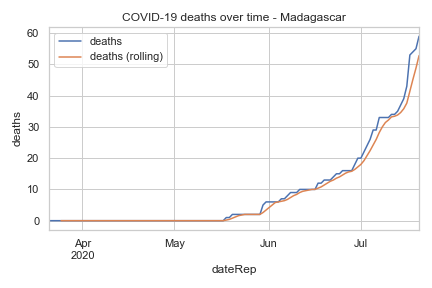 COVID-19 deaths over time - Madagascar
deaths
deaths (rolling)
60
50
40
30
20
10
0
deaths
Apr
2020
May
Jun
Jul
dateRep